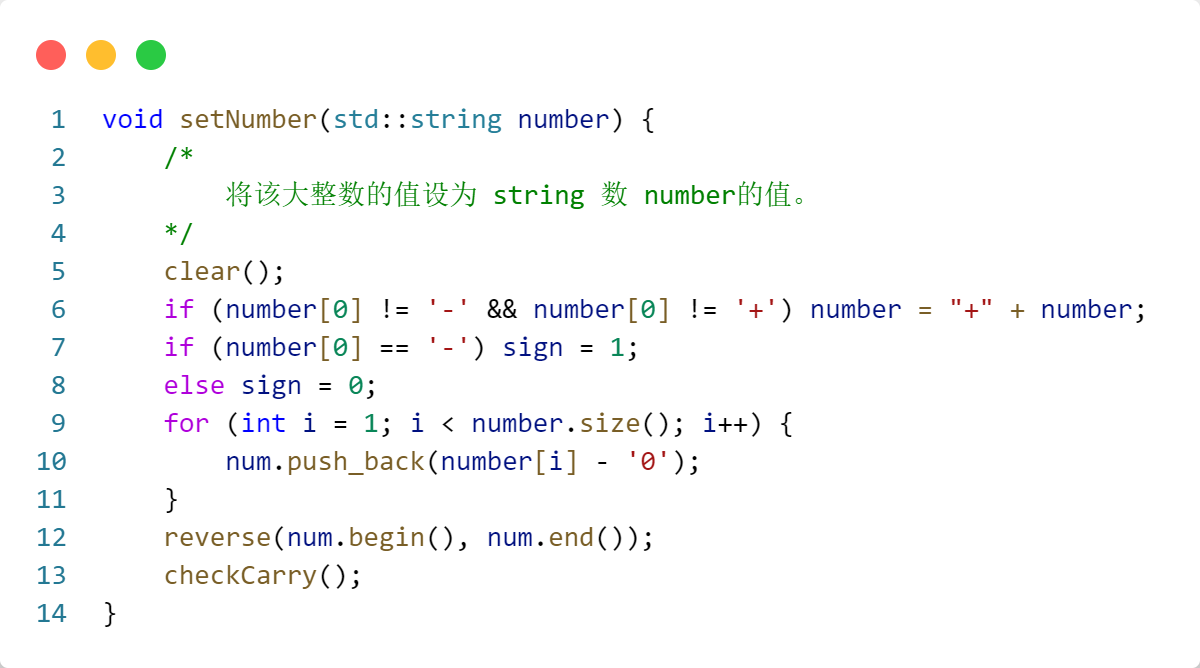 1 void setNumber(std::string number) {
2     /*
3         将该大整数的值设为 string 数 number的值。
4     */
5     clear();
6     if (number[0] != '-' && number[0] != '+') number = "+" + number;
7     if (number[0] == '-') sign = 1;
8     else sign = 0;
9     for (int i = 1; i < number.size(); i++) {
10         num.push_back(number[i] - '0');
11     }
12     reverse(num.begin(), num.end());
13     checkCarry();
14 }